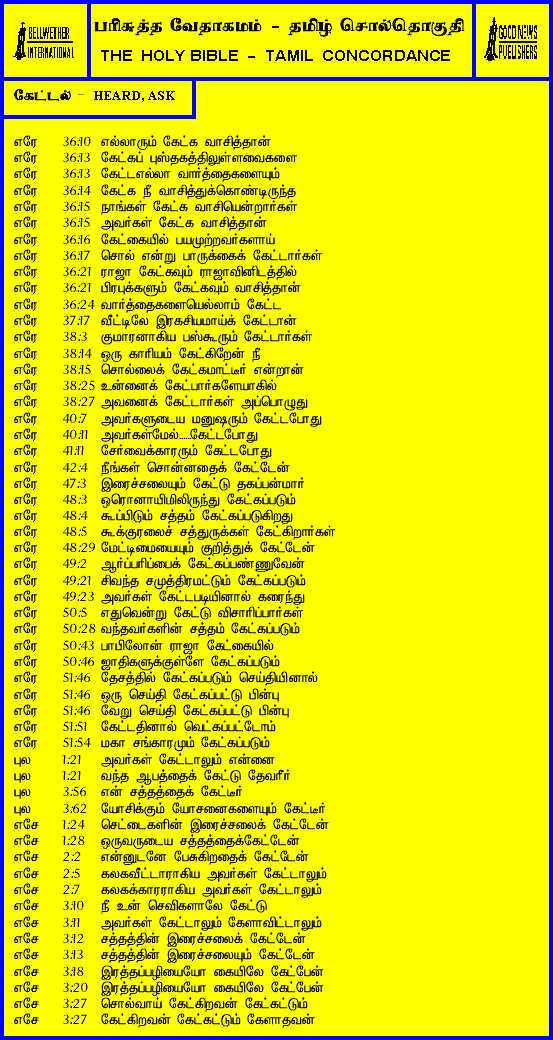 BELLWETHER INTERNATIONAL
பரிசுத்த வேதாகமம் - தமிழ் சொல்தொகுதி
THE HOLY BIBLE - TAMIL CONCORDANCE
GOOD NEWS PUBLISHERS
கேட்டல் - HEARD, ASK
எரே 36:10 எல்லாரும் கேட்க வாசித்தான்
எரே 36:13 கேட்கப் புஸ்தகத்திலுள்ளவைகளை
எரே 36:13 கேட்டஎல்லா வார்த்தைகளையும்
எரே 36:14 கேட்க நீ வாசித்துக்கொண்டிருந்த
எரே 36:15 நாங்கள் கேட்க வாசியென்றார்கள்
எரே 36:15 அவர்கள் கேட்க வாசித்தான்
எரே 36:16 கேட்கையில் பயமுற்றவர்களாய்
எரே 36:17 சொல் என்று பாருக்கைக் கேட்டார்கள்
எரே 36:21 ராஜா கேட்கவும் ராஜாவினிடத்தில்
எரே 36:21 பிரபுக்களும் கேட்கவும் வாசித்தான்
எரே 36:24 வார்த்தைகளையெல்லாம் கேட்ட
எரே 37:17 வீட்டிலே இரகசியமாய்க் கேட்டான்
எரே 38:3 குமாரனாகிய பஸ்கூரும் கேட்டார்கள்
எரே 38:14 ஒரு காரியம் கேட்கிறேன் நீ
எரே 38:15 சொல்லைக் கேட்கமாட்டீர் என்றான்
எரே 38:25 உன்னைக் கேட்பார்களேயாகில்
எரே 38:27 அவனைக் கேட்டார்கள் அப்பொழுது
எரே 40:7 அவர்களுடைய மனுஷரும் கேட்டபோது
எரே 40:11 அவர்கள்மேல்.....கேட்டபோது
எரே 41:11 சேர்வைக்காரரும் கேட்டபோது
எரே 42:4 நீங்கள் சொன்னதைக் கேட்டேன்
எரே 47:3 இரைச்சலையும் கேட்டு தகப்பன்மார்
எரே 48:3 ஒரொனாயிமிலிருந்து கேட்கப்படும்
எரே 48:4 கூப்பிடும் சத்தம் கேட்கப்படுகிறது
எரே 48:5 கூக்குரலைச் சத்துருக்கள் கேட்கிறார்கள்
எரே 48:29 மேட்டிமையையும் குறித்துக் கேட்டேன்
எரே 49:2 ஆர்ப்பரிப்பைக் கேட்கப்பண்ணுவேன்
எரே 49:21 சிவந்த சமுத்திரமட்டும் கேட்கப்படும்
எரே 49:23 அவர்கள் கேட்டபடியினால் கரைந்து
எரே 50:5 எதுவென்று கேட்டு விசாரிப்பார்கள்
எரே 50:28 வந்தவர்களின் சத்தம் கேட்கப்படும்
எரே 50:43 பாபிலோன் ராஜா கேட்கையில்
எரே 50:46 ஜாதிகளுக்குள்ளே கேட்கப்படும்
எரே 51:46 தேசத்தில் கேட்கப்படும் செய்தியினால்
எரே 51:46 ஒரு செய்தி கேட்கப்பட்டு பின்பு
எரே 51:46 வேறு செய்தி கேட்கப்பட்டு பின்பு
எரே 51:51 கேட்டதினால் வெட்கப்பட்டோம்
எரே 51:54 மகா சங்காரமும் கேட்கப்படும்
புல 1:21 அவர்கள் கேட்டாலும் என்னை
புல 1:21 வந்த ஆபத்தைக் கேட்டு தேவரீர்
புல 3:56 என் சத்தத்தைக் கேட்டீர்
புல 3:62 யோசிக்கும் யோசனைகளையும் கேட்டீர்
எசே 1:24 செட்டைகளின் இரைச்சலைக் கேட்டேன்
எசே 1:28 ஒருவருடைய சத்தத்தைக்கேட்டேன்
எசே 2:2 என்னுடனே பேசுகிறதைக் கேட்டேன்
எசே 2:5 கலகவீட்டாராகிய அவர்கள் கேட்டாலும்
எசே 2:7 கலகக்காரராகிய அவர்கள் கேட்டாலும்
எசே 3:10 நீ உன் செவிகளாலே கேட்டு
எசே 3:11 அவர்கள் கேட்டாலும் கேளாவிட்டாலும்
எசே 3:12 சத்தத்தின் இரைச்சலைக் கேட்டேன்
எசே 3:13 சத்தத்தின் இரைச்சலையும் கேட்டேன்
எசே 3:18 இரத்தப்பழியையோ கையிலே கேட்பேன்
எசே 3:20 இரத்தப்பழியையோ கையிலே கேட்பேன்
எசே 3:27 சொல்வாய் கேட்கிறவன் கேட்கட்டும்
எசே 3:27 கேட்கிறவன் கேட்கட்டும் கேளாதவன்